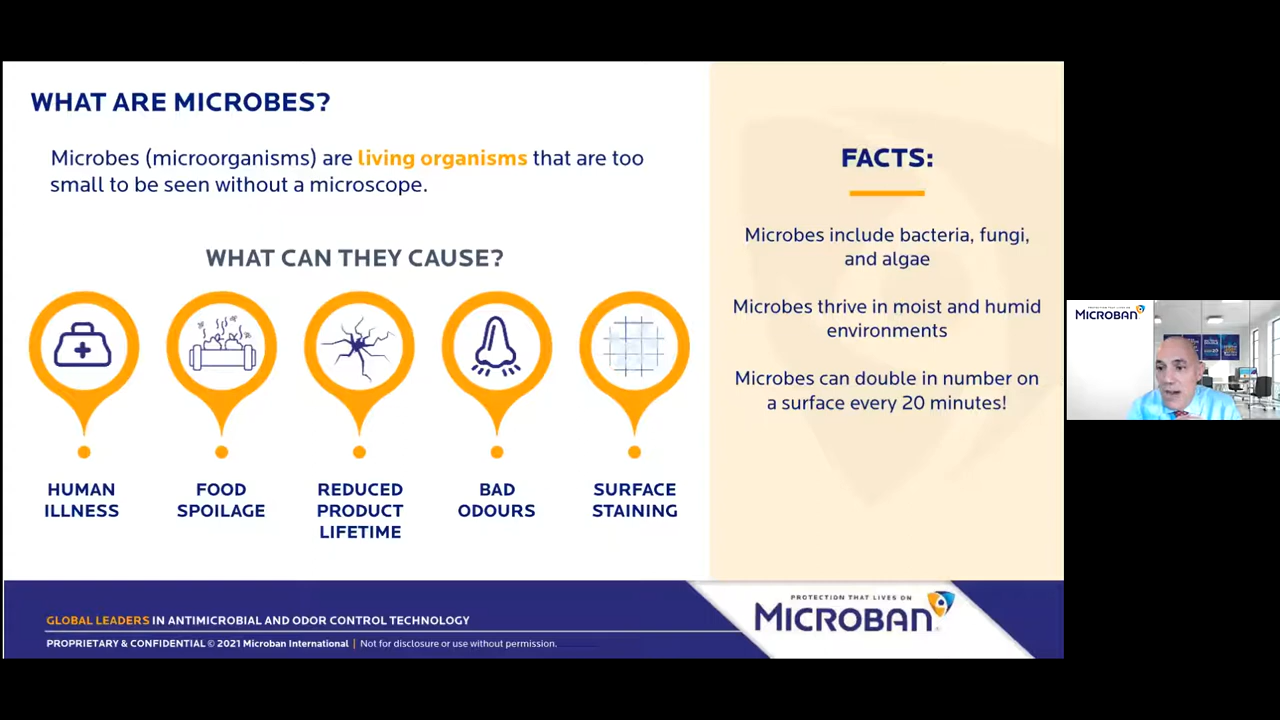 WHAT ARE MICROBES?
Microbes (microorganisms) are living organisms that are too
small to be seen without a microscope.
WHAT CAN THEY CAUSE?
HUMAN
ILLNESS
FOOD
SPOILAGE
REDUCED
PRODUCT
LIFETIME
BAD
ODOURS
SURFACE
STAINING
FACTS:
Microbes include bacteria, fungi,
and algae
Microbes thrive in moist and humid
environments
Microbes can double in number on
a surface every 20 minutes!
GLOBAL LEADERS IN ANTIMICROBIAL AND ODOR CONTROL TECHNOLOGY
PROPRIETARY & CONFIDENTIAL © 2021 Microban International | Not for disclosure or use without permission.
PROTECTION THAT LIVES ON
MICROBAN®
PROTECTION THAT LIVES ON
MICROBAN